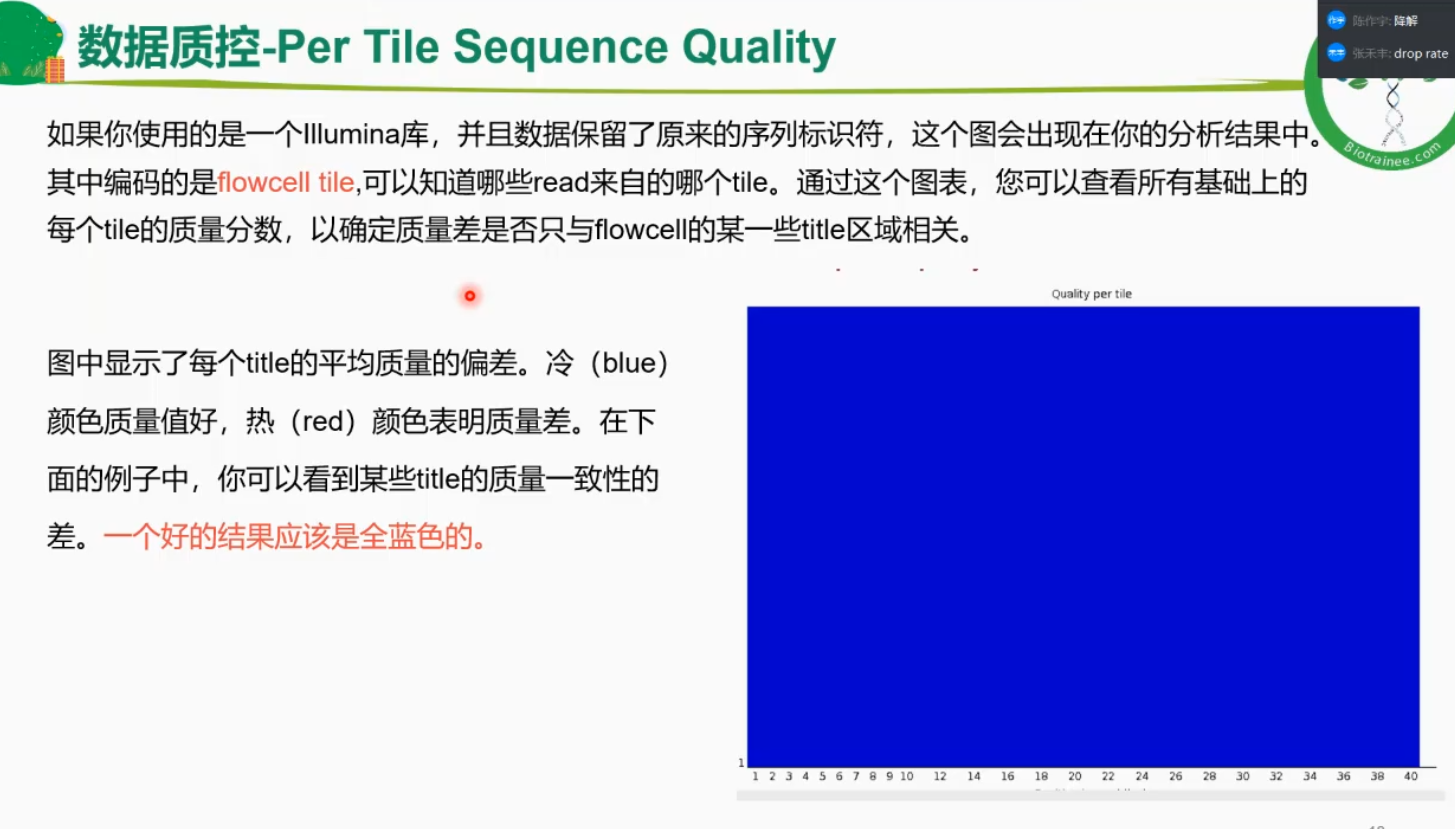 数据质控-Per Tile Sequence Quality
陈作宇: 降解
张禾丰: drop rate
Biotrainee.com
如果你使用的是一个Illumina库，并且数据保留了原来的序列标识符，这个图会出现在你的分析结果中。
其中编码的是flowcell tile,可以知道哪些read来自的哪个tile。通过这个图表，您可以查看所有基础上的
每个tile的质量分数，以确定质量差是否只与flowcell的某一些title区域相关。
图中显示了每个title的平均质量的偏差。冷（blue）
颜色质量值好，热（red）颜色表明质量差。在下
面的例子中，你可以看到某些title的质量一致性的
差。一个好的结果应该是全蓝色的。
Quality per tile
1
1 2 3 4 5 6 7 8 9 10 12 14 16 18 20 22 24 26 28 30 32 34 36 38 40